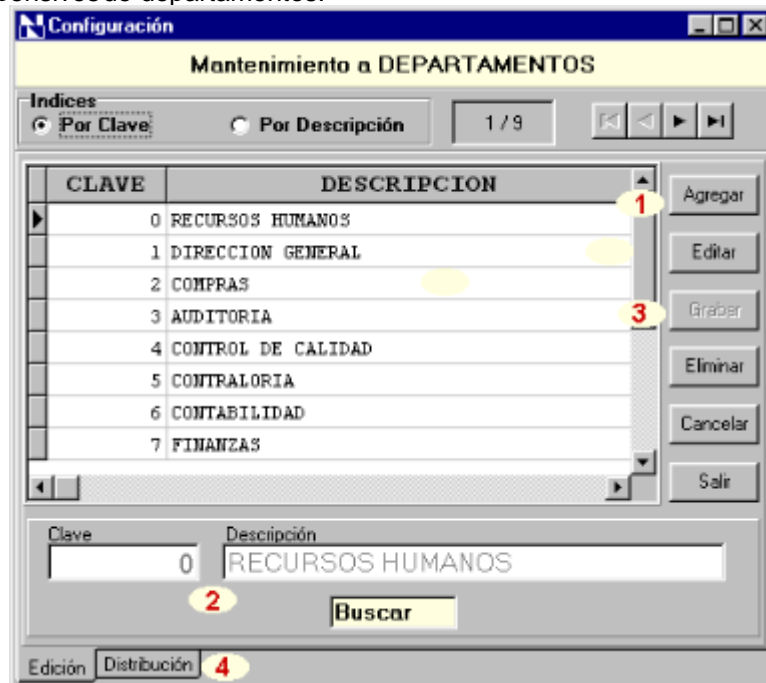 departamentos.
Configuración
Mantenimiento a DEPARTAMENTOS
Indices
Por Clave Por Descripción 1 / 9
CLAVE DESCRIPCION
1 Agregar
0 RECURSOS HUMANOS
1 DIRECCION GENERAL Editar
2 COMPRAS
3 AUDITORIA 3 Grabar
4 CONTROL DE CALIDAD
Eliminar
5 CONTRALORIA
6 CONTABILIDAD Cancelar
7 FINANZAS
Salir
Clave Descripción
0 RECURSOS HUMANOS
2 Buscar
Edición Distribución 4